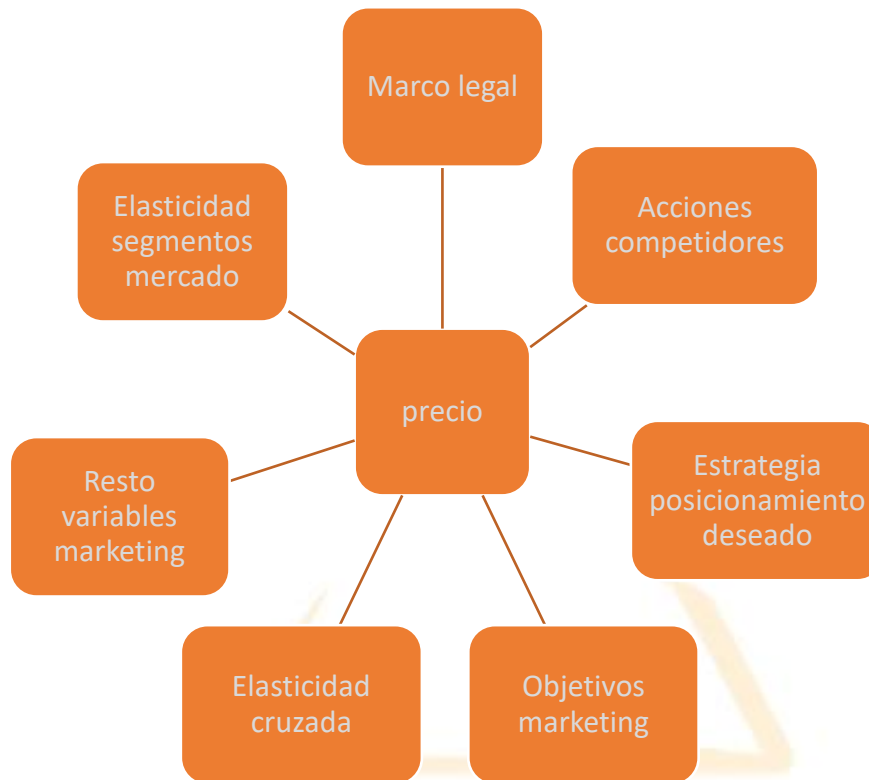 Marco legal
Acciones
competidores
Estrategia
posicionamiento
deseado
Objetivos
marketing
Elasticidad
cruzada
Resto
variables
marketing
Elasticidad
segmentos
mercado
precio